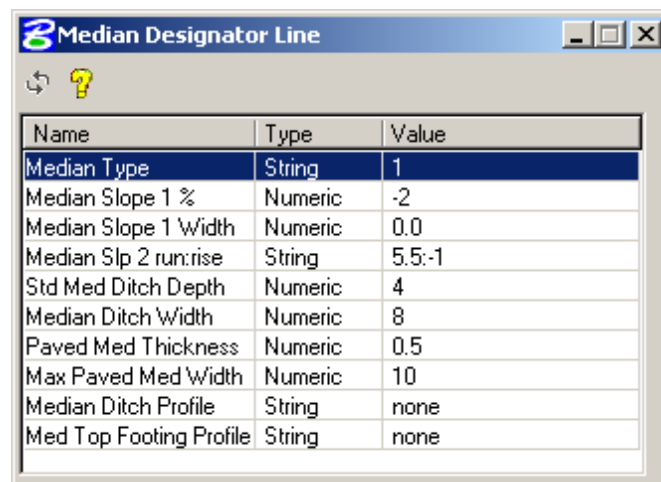 Median Designator Line
Name Type Value
Median Type String 1
Median Slope 1 % Numeric -2
Median Slope 1 Width Numeric 0.0
Median Slp 2 run:rise String 5.5:-1
Std Med Ditch Depth Numeric 4
Median Ditch Width Numeric 8
Paved Med Thickness Numeric 0.5
Max Paved Med Width Numeric 10
Median Ditch Profile String none
Med Top Footing Profile String none